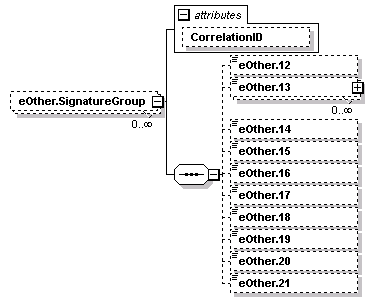 attributes
CorrelationID
eOther.SignatureGroup
0..∞
eOther.12
eOther.13
0..∞
eOther.14
eOther.15
eOther.16
eOther.17
eOther.18
eOther.19
eOther.20
eOther.21